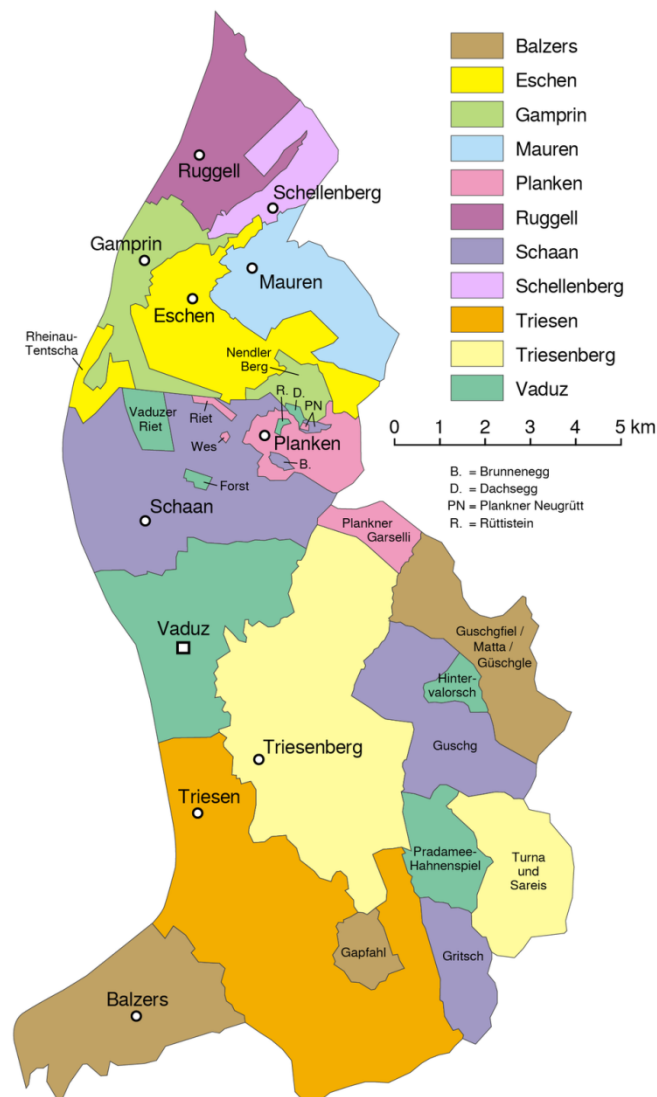 Balzers
Eschen
Gamprin
Mauren
Planken
Ruggell
Schaan
Schellenberg
Triesen
Triesenberg
Vaduz
0 1 2 3 4 5 km
B. = Brunnenegg
D. = Dachsegg
PN = Plankner Neugrütt
R. = Rüttistein
Ruggell
Schellenberg
Gamprin
Mauren
Eschen
Rheinau-
Tentscha
Nendler
Berg
R.
D.
PN
Vaduzer
Riet
Riet
Wes
Planken
B.
Forst
Schaan
Plankner
Garselli
Vaduz
Guschgfiel /
Matta /
Güschgle
Hinter-
valorsch
Guschg
Triesenberg
Triesen
Pradamee-
Hahnenspiel
Turna
und
Sareis
Gapfahl
Gritsch
Balzers